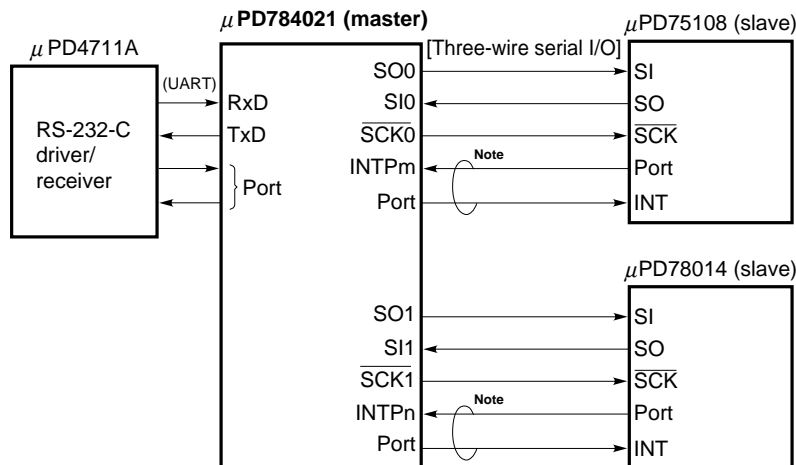 μPD784021 (master)
μPD75108 (slave)
μPD4711A
[Three-wire serial I/O]
(UART)
RS-232-C
driver/
receiver
RxD
TxD
Port
SO0
SI0
SCK0
INTPm
Port
Note
SI
SO
SCK
Port
INT
μPD78014 (slave)
SO1
SI1
SCK1
INTPn
Port
Note
SI
SO
SCK
Port
INT